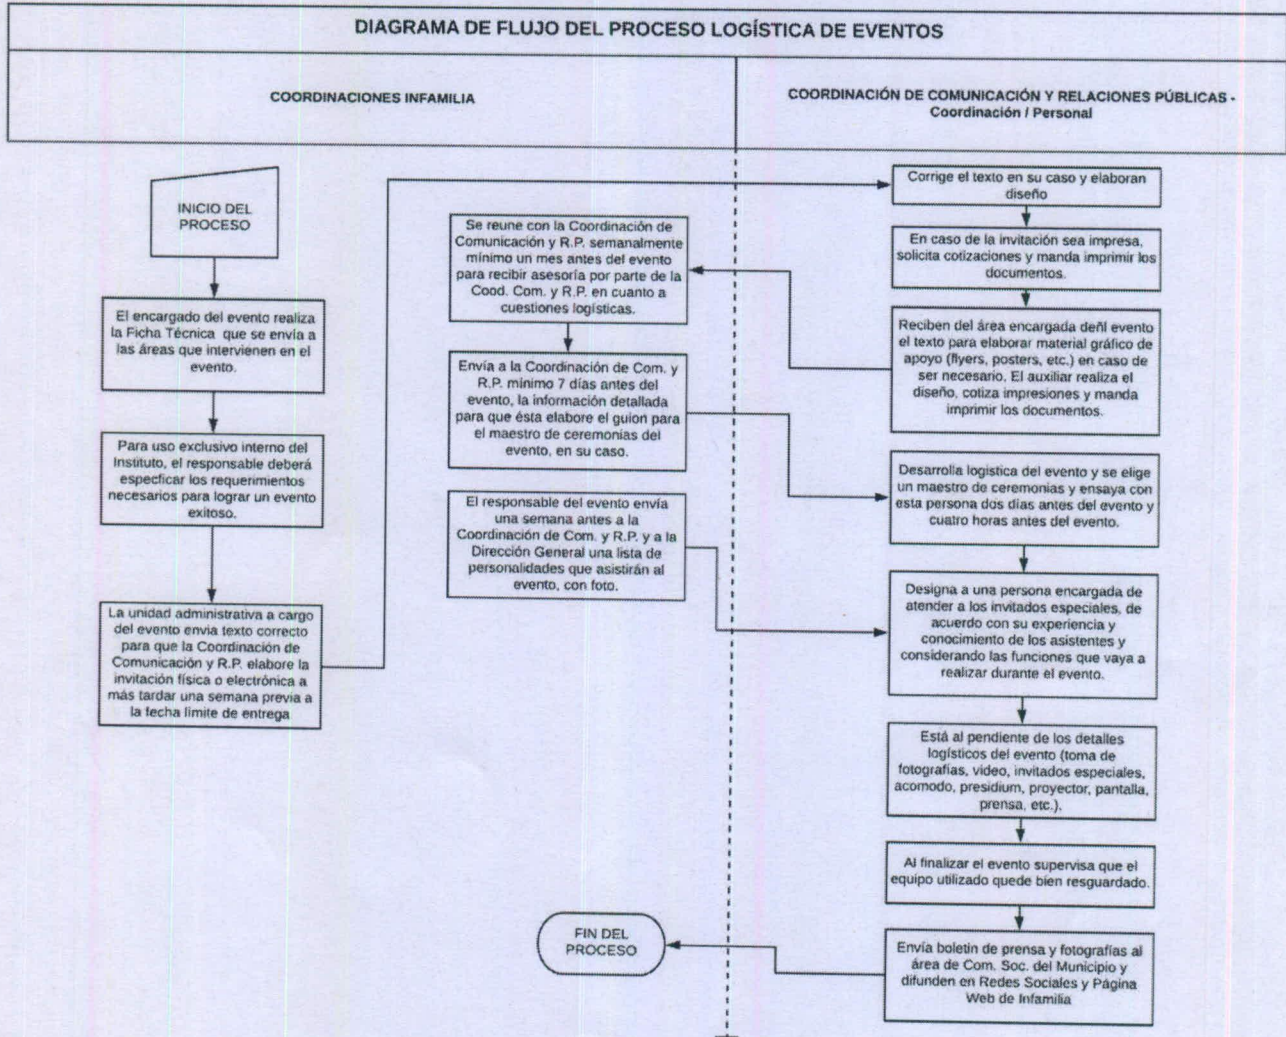 DIAGRAMA DE FLUJO DEL PROCESO LOGÍSTICA DE EVENTOS
COORDINACIONES INFAMILIA
COORDINACIÓN DE COMUNICACIÓN Y RELACIONES PÚBLICAS -
Coordinación / Personal
INICIO DEL
PROCESO
El encargado del evento realiza
la Ficha Técnica que se envía a
las áreas que intervienen en el
evento.
Para uso exclusivo interno del
Instituto, el responsable deberá
especficar los requerimientos
necesarios para lograr un evento
exitoso.
La unidad administrativa a cargo
del evento envia texto correcto
para que la Coordinación de
Comunicación y R.P. elabore la
invitación física o electrónica a
más tardar una semana previa a
la fecha límite de entrega
Corrige el texto en su caso y elaboran
diseño
En caso de la invitación sea impresa,
solicita cotizaciones y manda imprimir los
documentos.
Reciben del área encargada deñl evento
el texto para elaborar material gráfico de
apoyo (flyers, posters, etc.) en caso de
ser necesario. El auxiliar realiza el
diseño, cotiza impresiones y manda
imprimir los documentos.
Se reune con la Coordinación de
Comunicación y R.P. semanalmente
mínimo un mes antes del evento
para recibir asesoría por parte de la
Cood. Com. y R.P. en cuanto a
cuestiones logísticas.
Envía a la Coordinación de Com. y
R.P. mínimo 7 días antes del
evento, la información detallada
para que ésta elabore el guion para
el maestro de ceremonias del
evento, en su caso.
Desarrolla logística del evento y se elige
un maestro de ceremonias y ensaya con
esta persona dos días antes del evento y
cuatro horas antes del evento.
El responsable del evento envía
una semana antes a la
Coordinación de Com. y R.P. y a la
Dirección General una lista de
personalidades que asistirán al
evento, con foto.
Designa a una persona encargada de
atender a los invitados especiales, de
acuerdo con su experiencia y
conocimiento de los asistentes y
considerando las funciones que vaya a
realizar durante el evento.
Está al pendiente de los detalles
logísticos del evento (toma de
fotografías, video, invitados especiales,
acomodo, presidium, proyector, pantalla,
prensa, etc.).
Al finalizar el evento supervisa que el
equipo utilizado quede bien resguardado.
Envía boletín de prensa y fotografías al
área de Com. Soc. del Municipio y
difunden en Redes Sociales y Página
Web de Infamilia
FIN DEL
PROCESO